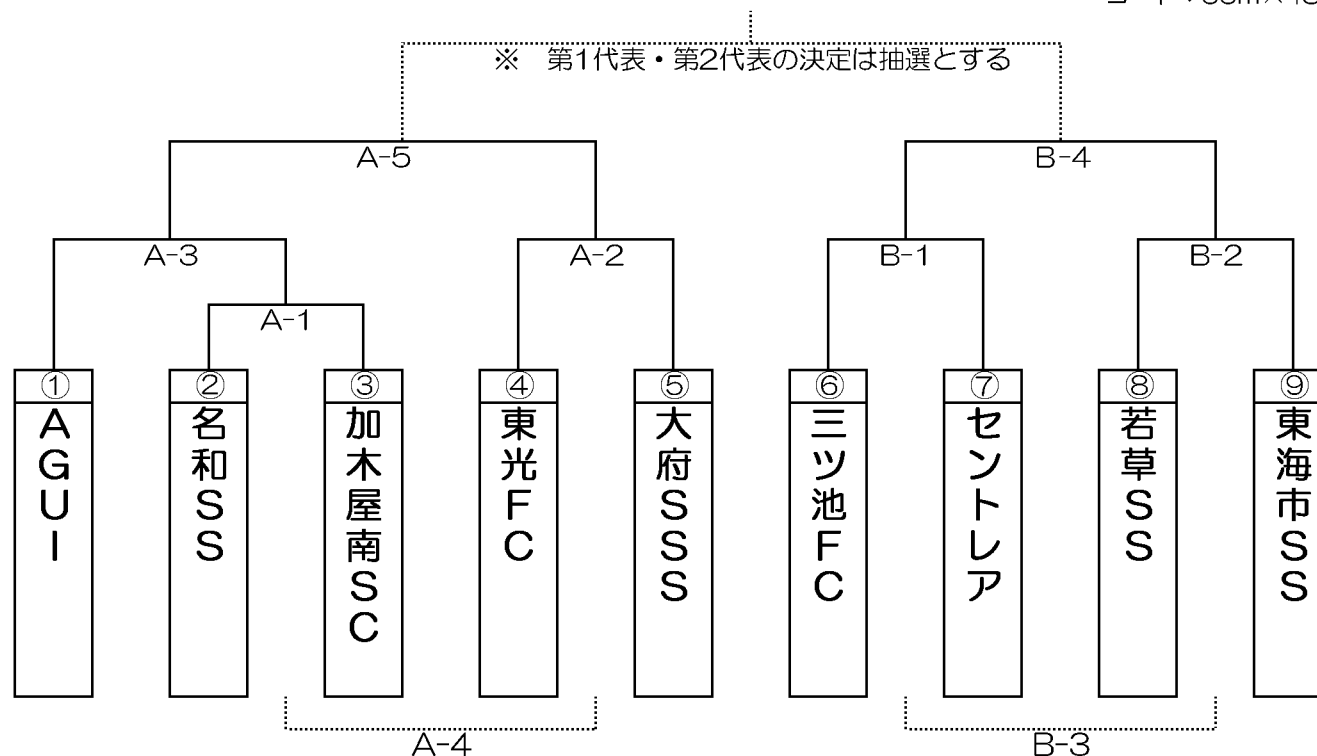 ※ 第1代表・第2代表の決定は抽選とする
A-5
B-4
A-3
A-2
B-1
B-2
A-1
①
AGUI
②
名和SS
③
加木屋南SC
④
東光FC
⑤
大府SSS
⑥
三ツ池FC
⑦
セントレア
⑧
若草SS
⑨
東海市SS
A-4
B-3